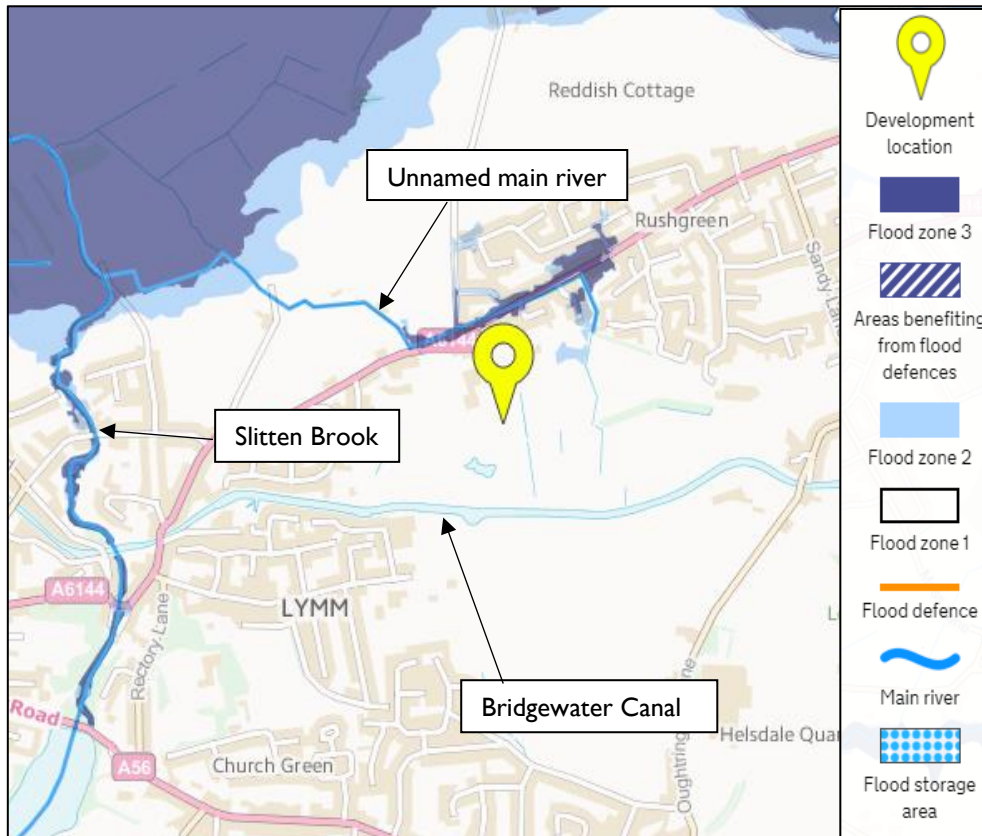 Reddish Cottage
Unnamed main river
Rushgreen
Sandy Lane
A6144
Slitten Brook
A6144
Rectory Lane
LYMM
Bridgewater Canal
Road
A56
Church Green
Helsdale Quar
Development
location
Flood zone 3
Areas benefiting
from flood
defences
Flood zone 2
Flood zone 1
Flood defence
Main river
Flood storage
area